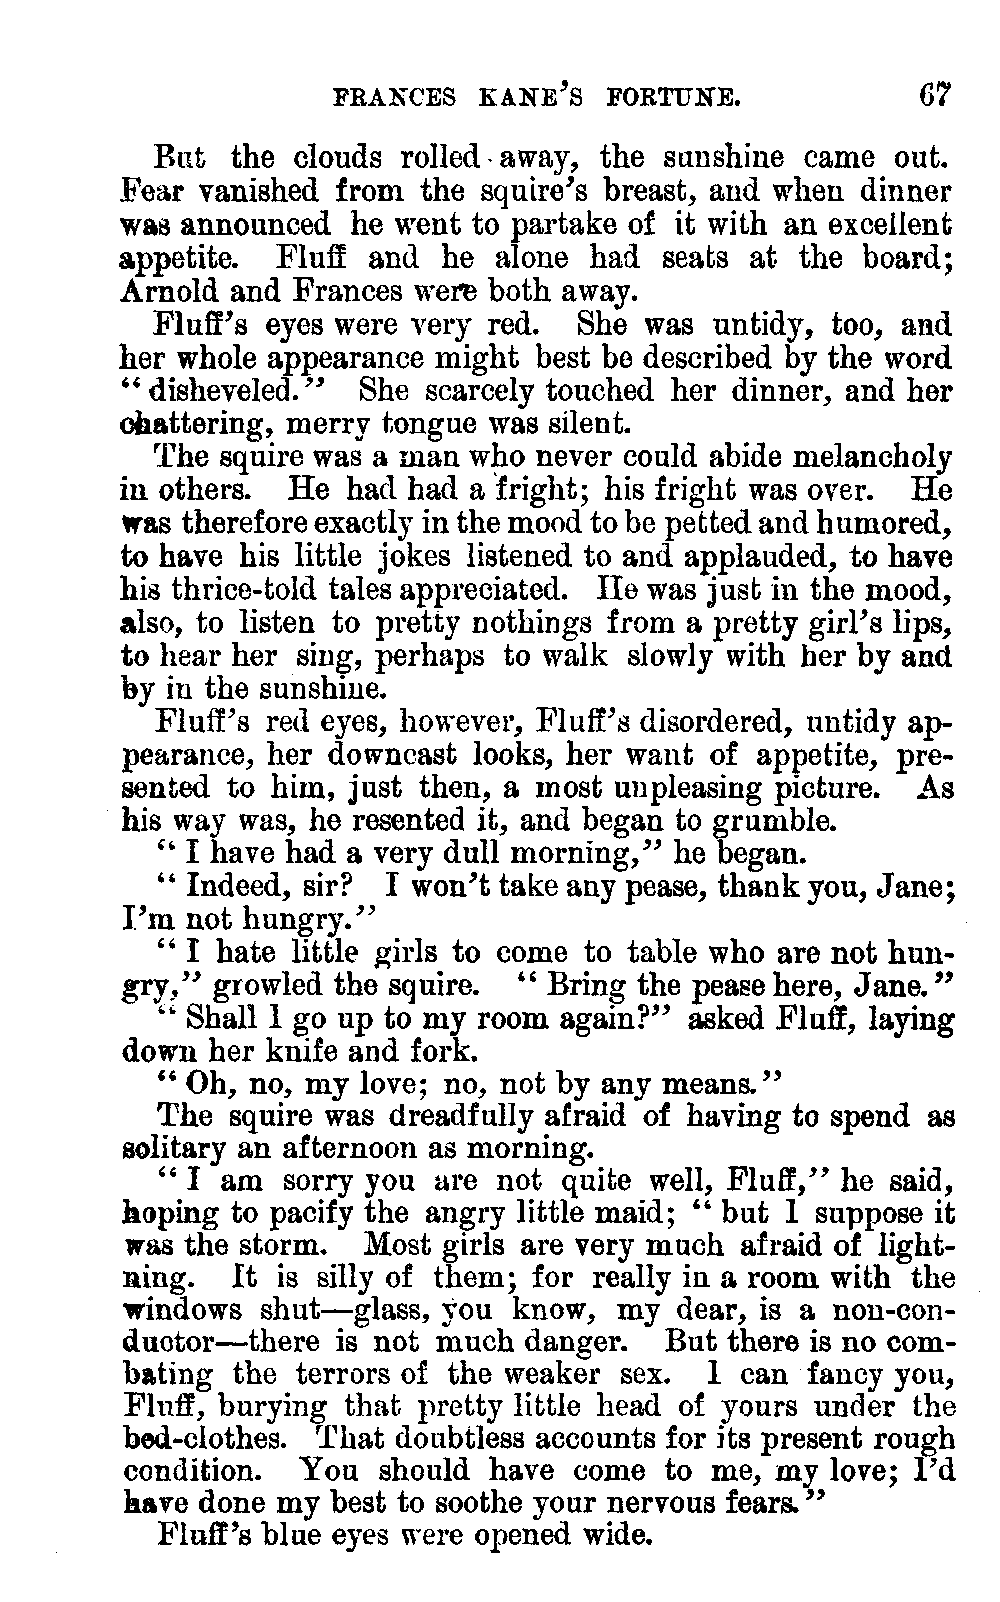 FRANCES KANE'S FORTUNE. 67
But the clouds rolled away, the sunshine came out.
Fear vanished from the squire's breast, and when dinner
was announced he went to partake of it with an excellent
appetite. Fluff and he alone had seats at the board;
Arnold and Frances were both away.
Fluff's eyes were very red. She was untidy, too, and
her whole appearance might best be described by the word
“disheveled.” She scarcely touched her dinner, and her
chattering, merry tongue was silent.
The squire was a man who never could abide melancholy
in others. He had had a fright; his fright was over. He
was therefore exactly in the mood to be petted and humored,
to have his little jokes listened to and applauded, to have
his thrice-told tales appreciated. He was just in the mood,
also, to listen to pretty nothings from a pretty girl's lips,
to hear her sing, perhaps to walk slowly with her by and
by in the sunshine.
Fluff's red eyes, however, Fluff's disordered, untidy ap-
pearance, her downcast looks, her want of appetite, pre-
sented to him, just then, a most unpleasing picture. As
his way was, he resented it, and began to grumble.
“I have had a very dull morning,” he began.
“Indeed, sir? I won't take any pease, thank you, Jane;
I'm not hungry.”
“I hate little girls to come to table who are not hun-
gry,” growled the squire. “Bring the pease here, Jane.”
“Shall I go up to my room again?” asked Fluff, laying
down her knife and fork.
“Oh, no, my love; no, not by any means.”
The squire was dreadfully afraid of having to spend as
solitary an afternoon as morning.
“I am sorry you are not quite well, Fluff,” he said,
hoping to pacify the angry little maid; “but I suppose it
was the storm. Most girls are very much afraid of light-
ning. It is silly of them; for really in a room with the
windows shut—glass, you know, my dear, is a non-con-
ductor—there is not much danger. But there is no com-
bating the terrors of the weaker sex. I can fancy you,
Fluff, burying that pretty little head of yours under the
bed-clothes. That doubtless accounts for its present rough
condition. You should have come to me, my love; I'd
have done my best to soothe your nervous fears.”
Fluff's blue eyes were opened wide.